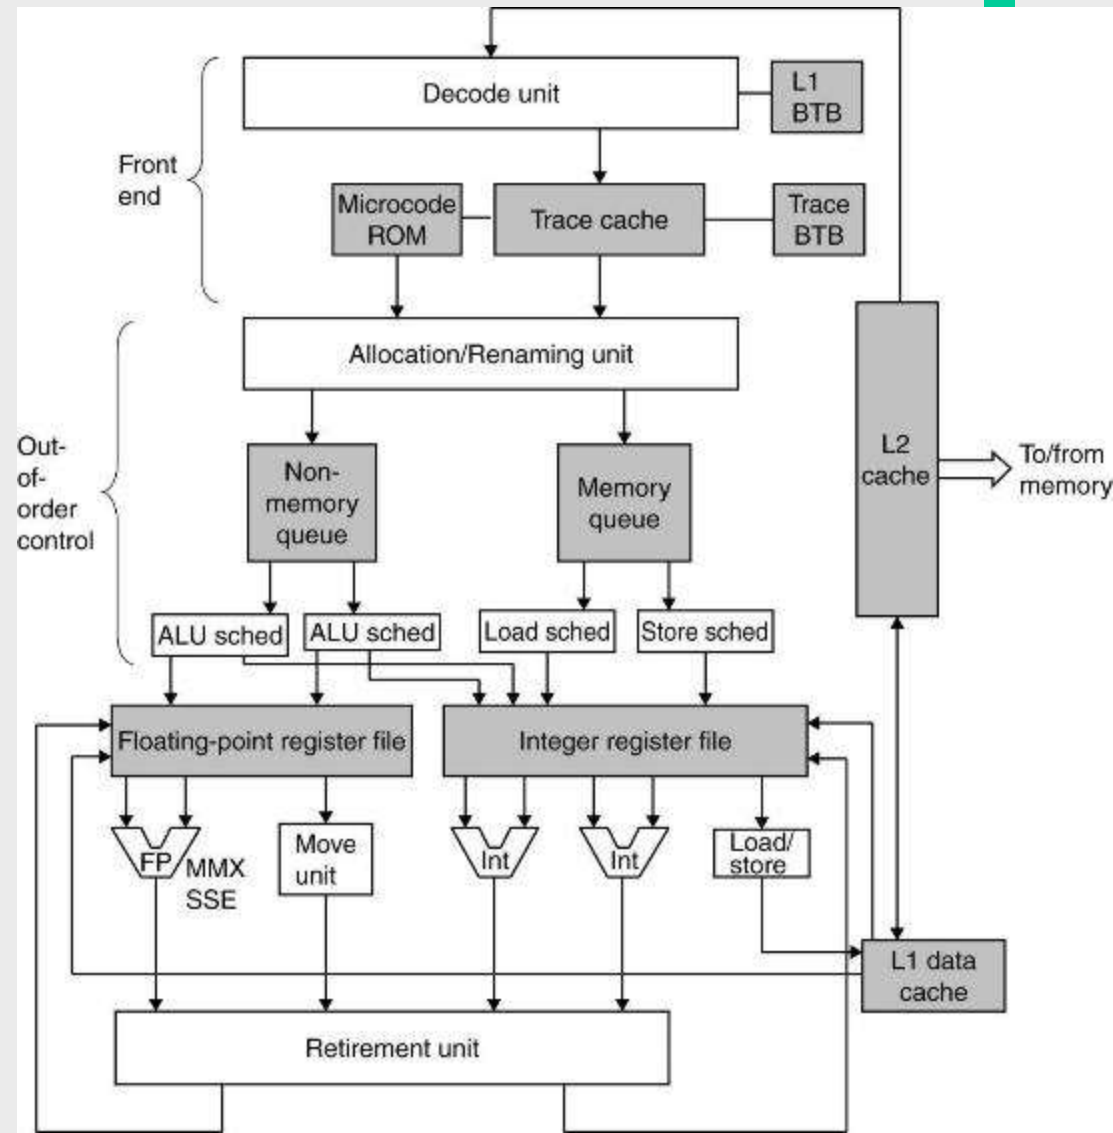 Decode unit
L1
BTB
Front
end
Microcode
ROM
Trace cache
Trace
BTB
Allocation/Renaming unit
Out-
of-
order
control
Non-
memory
queue
Memory
queue
L2
cache
To/from
memory
ALU sched
ALU sched
Load sched
Store sched
Floating-point register file
Integer register file
FP
MMX
SSE
Move
unit
Int
Int
Load/
store
L1 data
cache
Retirement unit